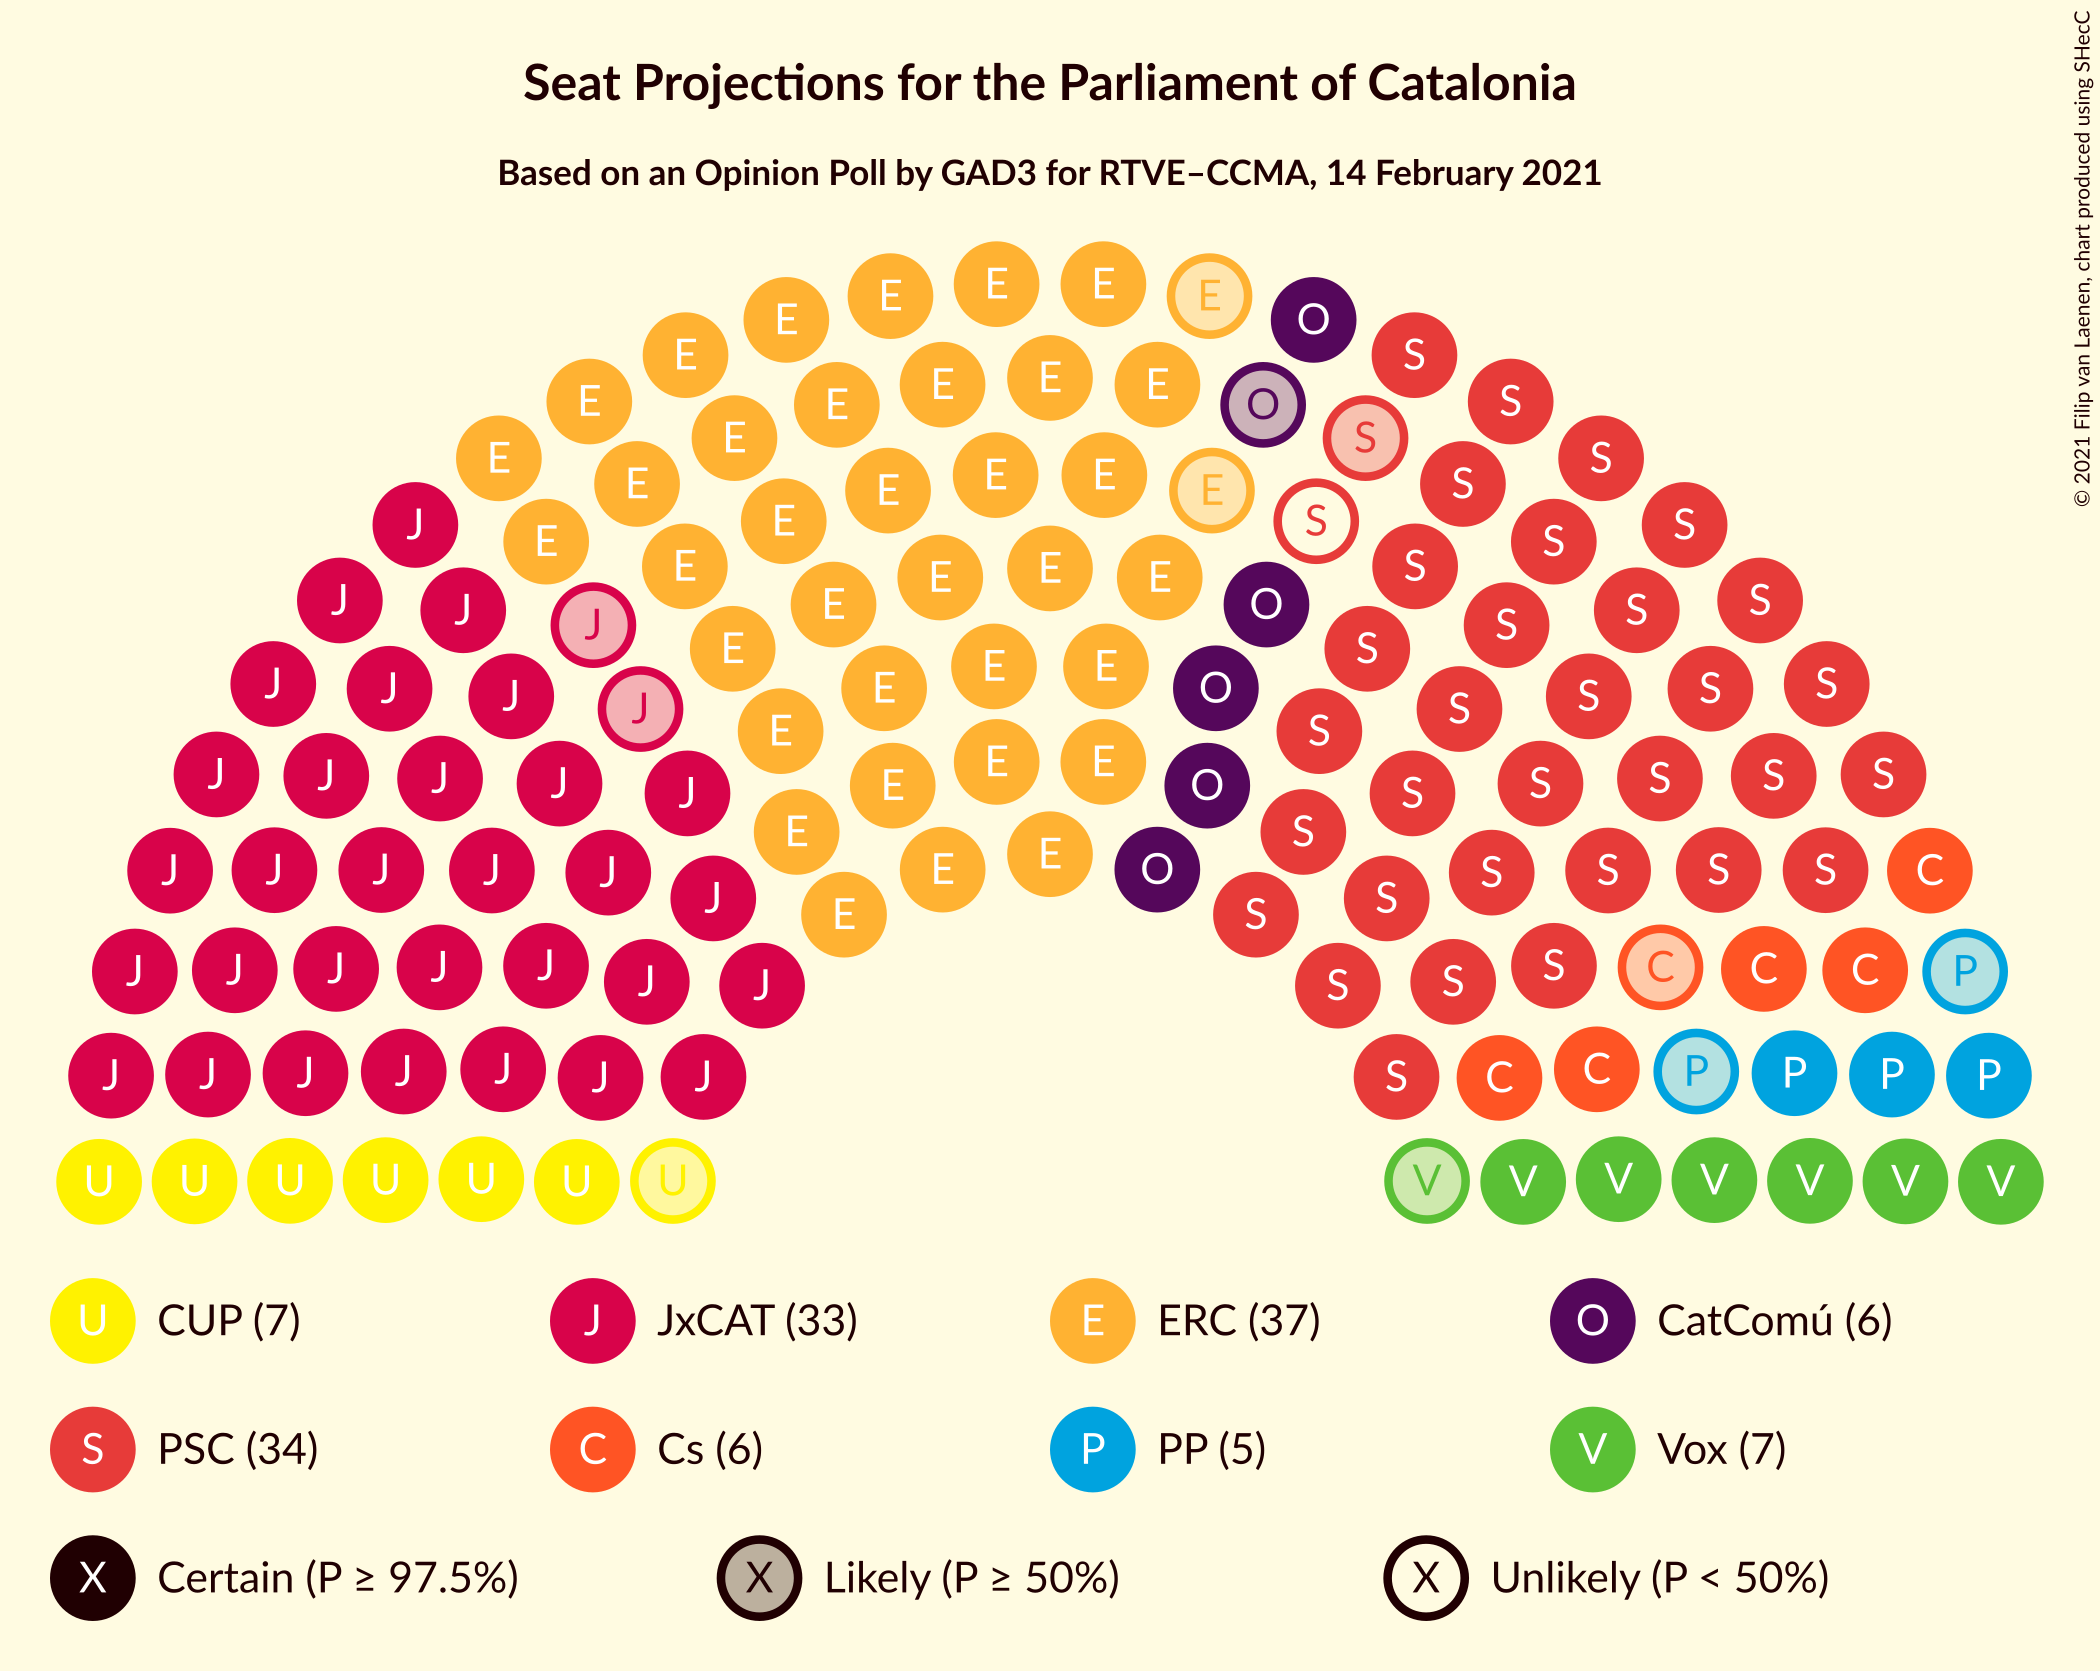 Seat Projections for the Parliament of Catalonia
Based on an Opinion Poll by GAD3 for RTVE–CCMA, 14 February 2021
© 2021 Filip van Laenen, chart produced using SHecC
E E E E O
E E S
E E E O S
E E O S S
E E E E S S
E E E E S S
J E E E S S
E E S S
J E E E O S S
J J E E S S
J J E E O S S
J J E E S S
J J J E E O S S S
J J E S S
J J J J E S S S S
E S
J J J J J E E O S S S S S C
J J E S S
J J J J J J J S S S C C C P
J J J J J J J S C C P P P P
U U U U U U U V V V V V V V
U CUP (7) J JxCAT (33) E ERC (37) O CatComú (6)
S PSC (34) C Cs (6) P PP (5) V Vox (7)
X Certain (P ≥ 97.5%) X Likely (P ≥ 50%) X Unlikely (P < 50%)